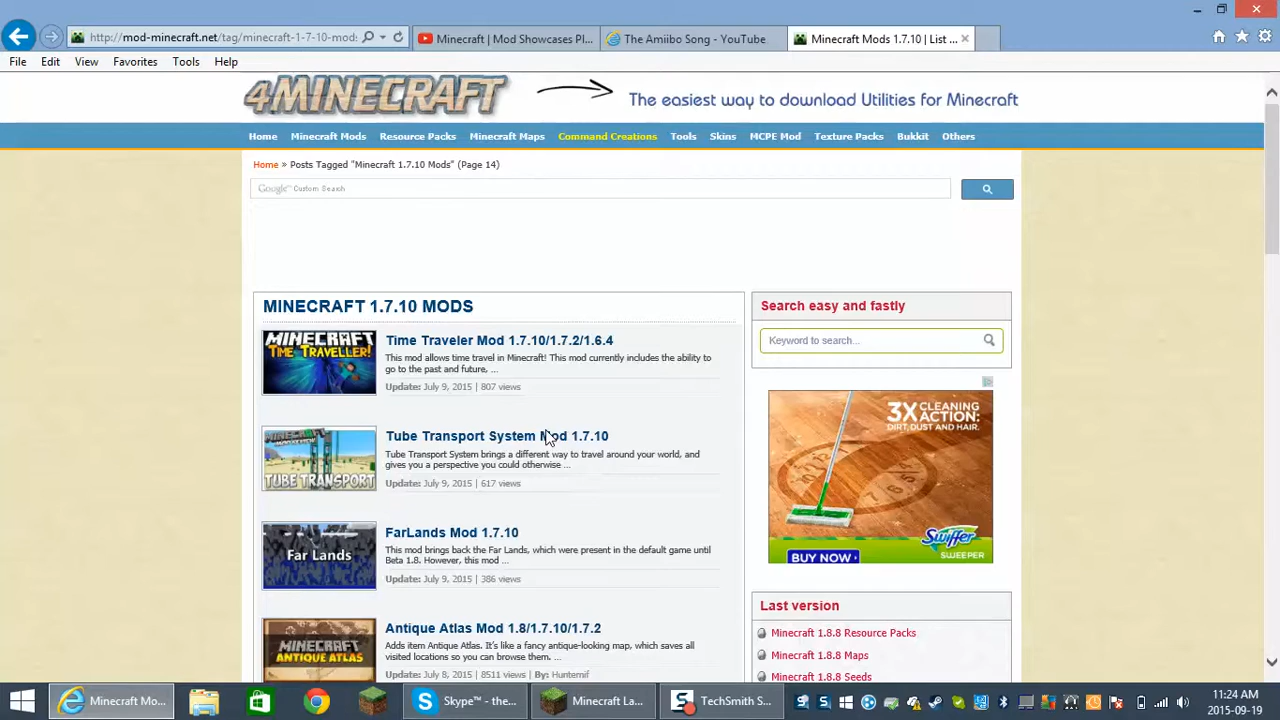 http://mod-minecraft.net/tag/minecraft-1-7-10-mods
Minecraft | Mod Showcases Pl...
The Amiibo Song - YouTube
Minecraft Mods 1.7.10 | List ...
File Edit View Favorites Tools Help
4MINECRAFT
The easiest way to download Utilities for Minecraft
Home Minecraft Mods Resource Packs Minecraft Maps Command Creations Tools Skins MCPE Mod Texture Packs Bukkit Others
Home » Posts Tagged "Minecraft 1.7.10 Mods" (Page 14)
Google™ Custom Search
MINECRAFT 1.7.10 MODS
MINECRAFT
TIME TRAVELLER!
Time Traveler Mod 1.7.10/1.7.2/1.6.4
This mod allows time travel in Minecraft! This mod currently includes the ability to
go to the past and future, ...
Update: July 9, 2015 | 807 views
MINECRAFT
TUBE TRANSPORT
Tube Transport System Mod 1.7.10
Tube Transport System brings a different way to travel around your world, and
gives you a perspective you could otherwise ...
Update: July 9, 2015 | 617 views
Far Lands
FarLands Mod 1.7.10
This mod brings back the Far Lands, which were present in the default game until
Beta 1.8. However, this mod ...
Update: July 9, 2015 | 386 views
MINECRAFT
ANTIQUE ATLAS
Antique Atlas Mod 1.8/1.7.10/1.7.2
Adds item Antique Atlas. It's like a fancy antique-looking map, which saves all
visited locations so you can browse them. ...
Update: July 8, 2015 | 8511 views | By: Hunternif
Search easy and fastly
Keyword to search...
3X CLEANING
ACTION:
DIRT, DUST AND HAIR.
Swiffer
SWEEPER
BUY NOW ›
Last version
Minecraft 1.8.8 Resource Packs
Minecraft 1.8.8 Maps
Minecraft 1.8.8 Seeds
Minecraft Mo...
Skype™ - the...
Minecraft La...
TechSmith S...
11:24 AM
2015-09-19